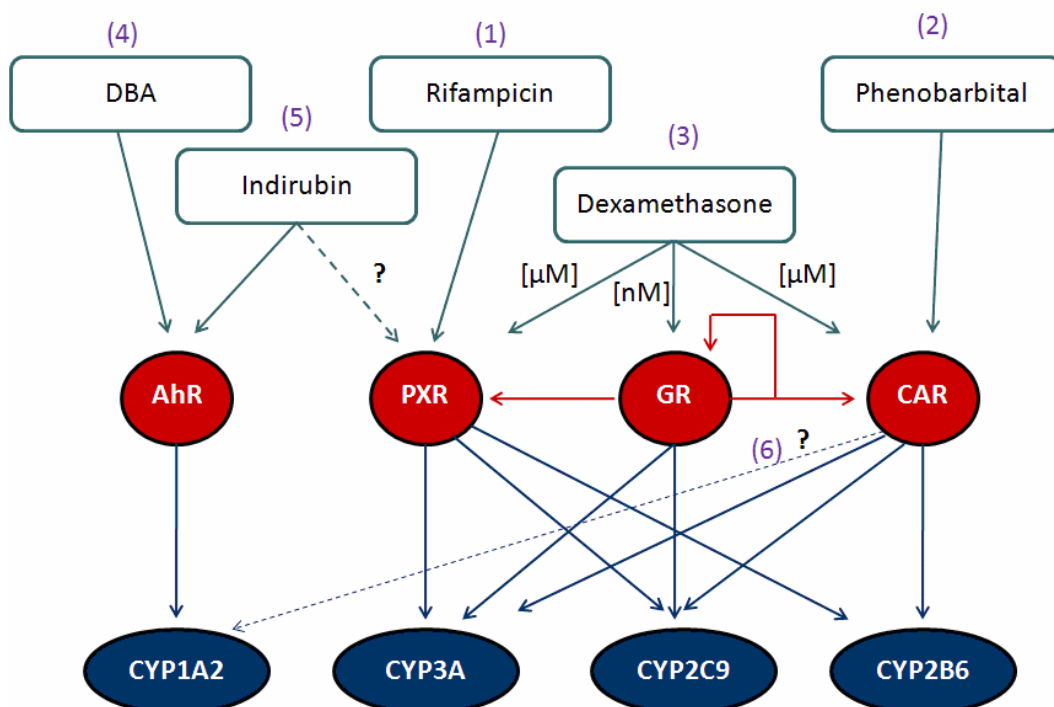 (4)
(1)
(2)
DBA
Rifampicin
Phenobarbital
(5)
(3)
Indirubin
Dexamethasone
?
[µM]
[nM]
[µM]
AhR
PXR
GR
CAR
(6)
?
CYP1A2
CYP3A
CYP2C9
CYP2B6